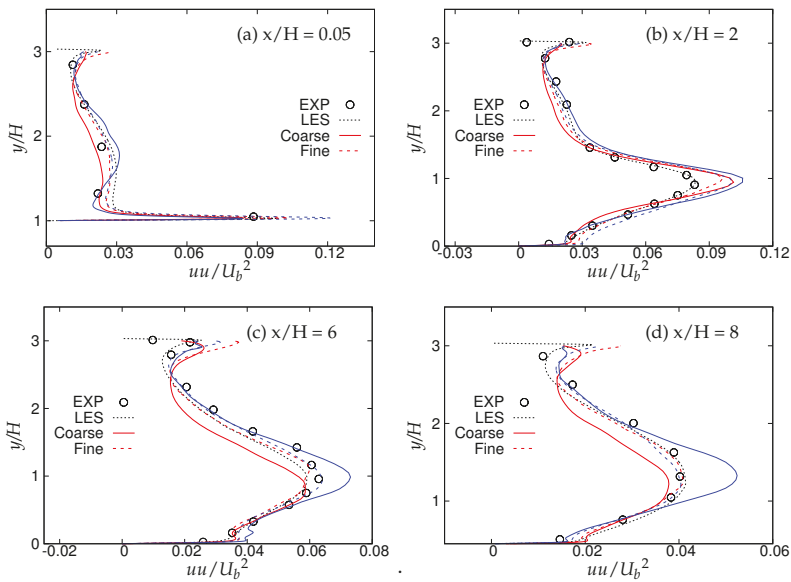 (a) x/H = 0.05
3
2
1
y/H
EXP
LES
Coarse
Fine
0
0.03
0.06
0.09
0.12
uu/U_b^2
(b) x/H = 2
3
2
1
0
y/H
EXP
LES
Coarse
Fine
-0.03
0
0.03
0.06
0.09
0.12
uu/U_b^2
(c) x/H = 6
3
2
1
0
y/H
EXP
LES
Coarse
Fine
-0.02
0
0.02
0.04
0.06
0.08
uu/U_b^2
(d) x/H = 8
3
2
1
y/H
EXP
LES
Coarse
Fine
0
0.02
0.04
0.06
uu/U_b^2
.